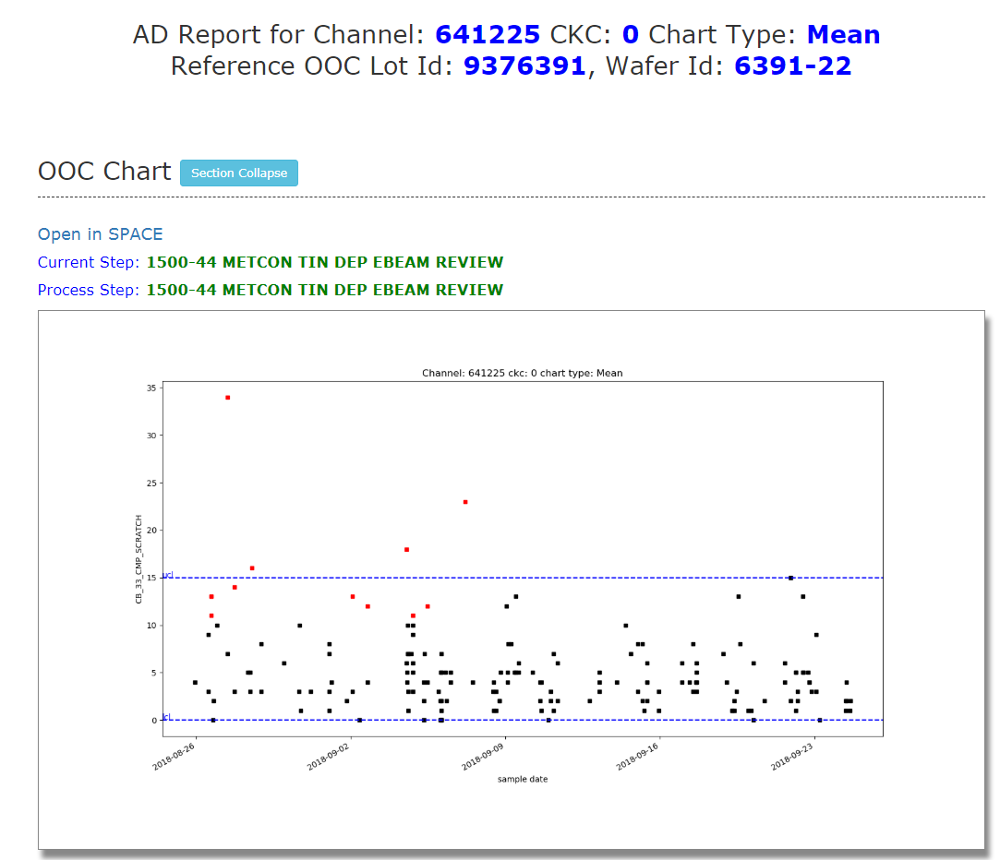 AD Report for Channel: 641225 CKC: 0 Chart Type: Mean
Reference OOC Lot Id: 9376391, Wafer Id: 6391-22
OOC Chart Section Collapse
Open in SPACE
Current Step: 1500-44 METCON TIN DEP EBEAM REVIEW
Process Step: 1500-44 METCON TIN DEP EBEAM REVIEW
Channel: 641225 ckc: 0 chart type: Mean
CB_33_CMP_SCRATCH
35
30
25
20
15
ucl
10
5
0
lcl
2018-08-26
2018-09-02
2018-09-09
2018-09-16
2018-09-23
sample date